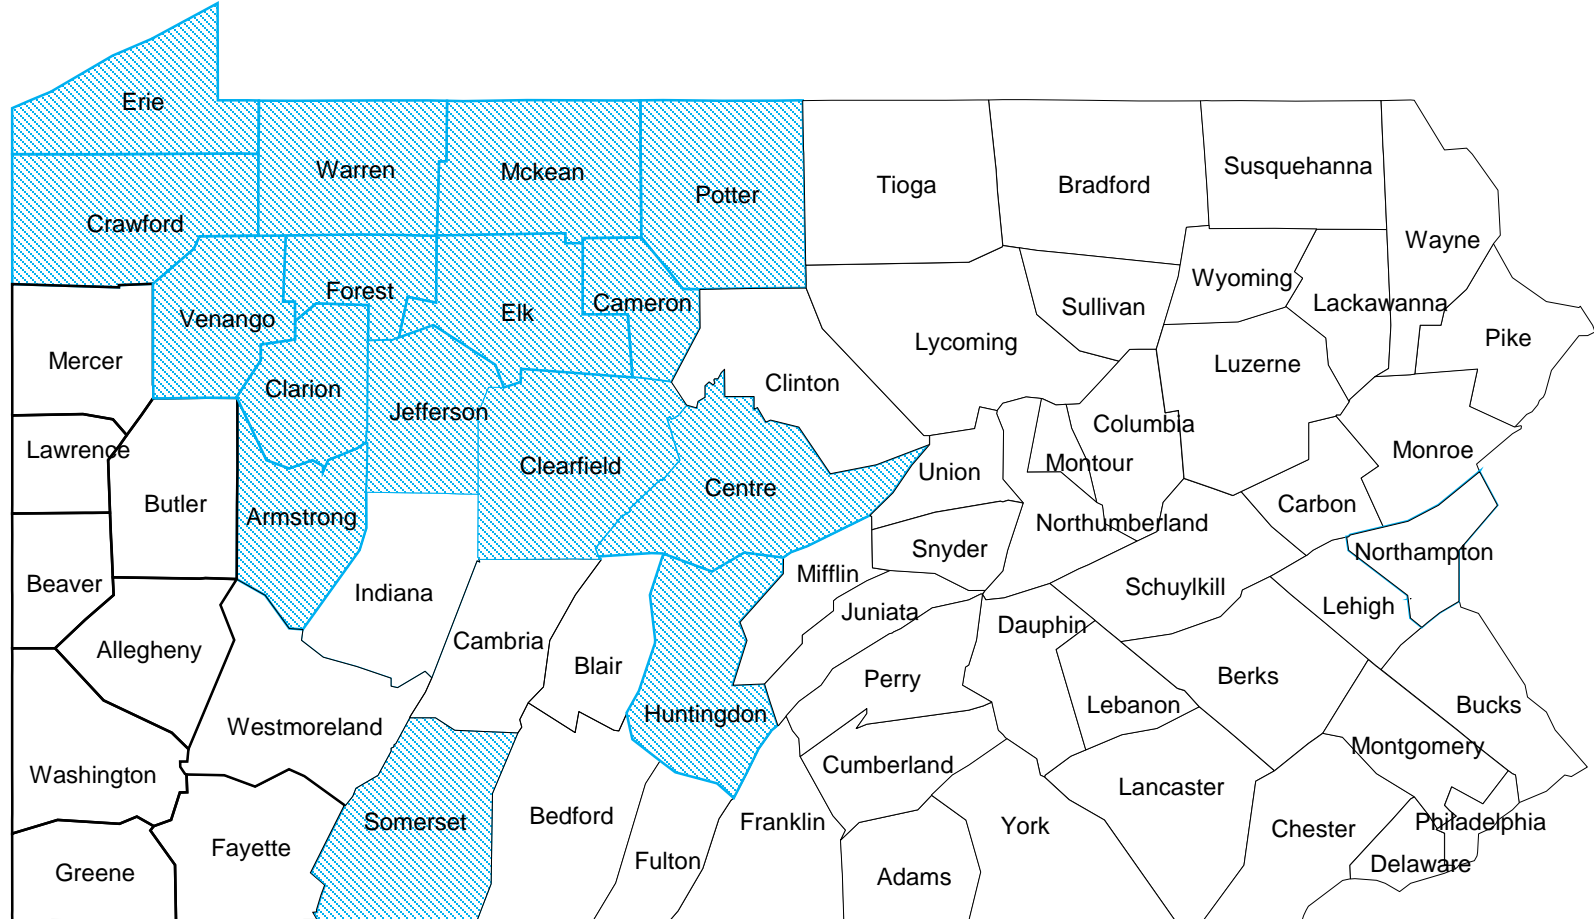 Erie
Warren
Mckean
Potter
Tioga
Bradford
Susquehanna
Crawford
Wayne
Venango
Forest
Elk
Cameron
Sullivan
Wyoming
Lackawanna
Mercer
Clarion
Jefferson
Clinton
Lycoming
Luzerne
Pike
Lawrence
Butler
Armstrong
Clearfield
Centre
Union
Montour
Columbia
Carbon
Monroe
Beaver
Indiana
Mifflin
Snyder
Northumberland
Schuylkill
Northampton
Allegheny
Cambria
Blair
Juniata
Dauphin
Lehigh
Westmoreland
Huntingdon
Perry
Lebanon
Berks
Bucks
Washington
Cumberland
Lancaster
Montgomery
Greene
Fayette
Somerset
Bedford
Fulton
Franklin
Adams
York
Chester
Delaware
Philadelphia